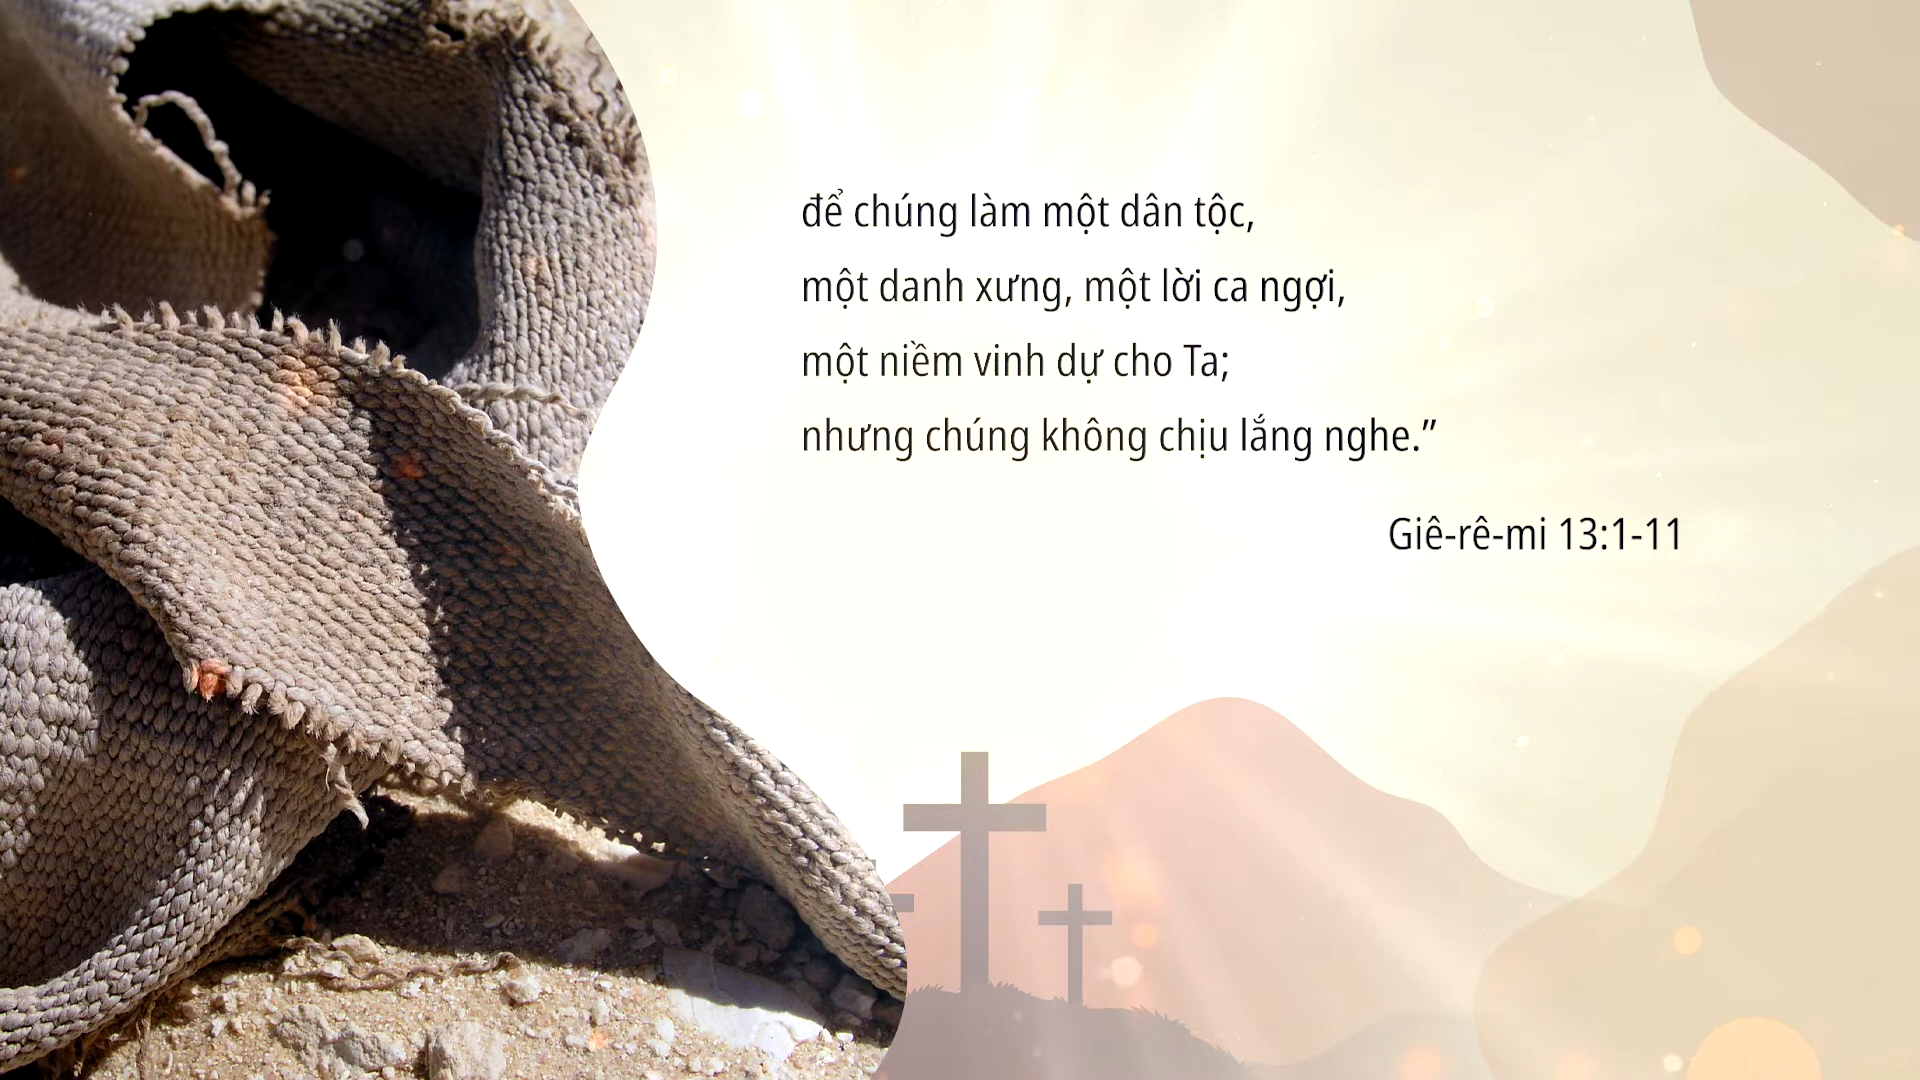 để chúng làm một dân tộc,
một danh xưng, một lời ca ngợi,
một niềm vinh dự cho Ta;
nhưng chúng không chịu lắng nghe.”
Giê-rê-mi 13:1-11